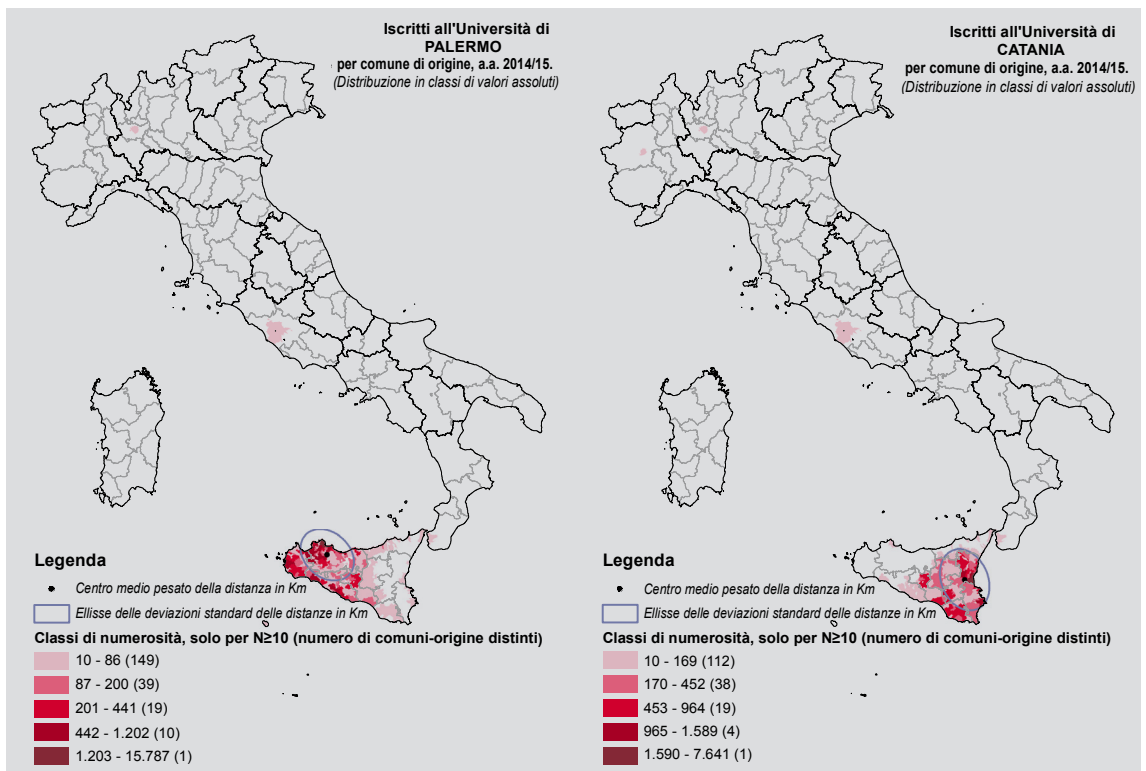 Iscritti all'Università di
PALERMO
per comune di origine, a.a. 2014/15.
(Distribuzione in classi di valori assoluti)
Legenda
Centro medio pesato della distanza in Km
Ellisse delle deviazioni standard delle distanze in Km
Classi di numerosità, solo per N≥10 (numero di comuni-origine distinti)
10 - 86 (149)
87 - 200 (39)
201 - 441 (19)
442 - 1.202 (10)
1.203 - 15.787 (1)
Iscritti all'Università di
CATANIA
per comune di origine, a.a. 2014/15.
(Distribuzione in classi di valori assoluti)
Legenda
Centro medio pesato della distanza in Km
Ellisse delle deviazioni standard delle distanze in Km
Classi di numerosità, solo per N≥10 (numero di comuni-origine distinti)
10 - 169 (112)
170 - 452 (38)
453 - 964 (19)
965 - 1.589 (4)
1.590 - 7.641 (1)